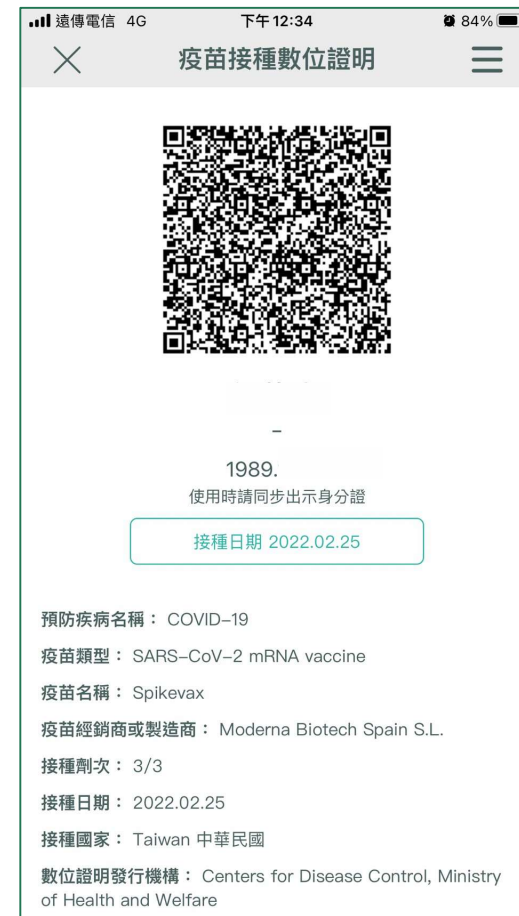 遠傳電信 4G 下午12:34 84%
疫苗接種數位證明
–
1989.
使用時請同步出示身分證
接種日期 2022.02.25
預防疾病名稱： COVID–19
疫苗類型： SARS–CoV–2 mRNA vaccine
疫苗名稱： Spikevax
疫苗經銷商或製造商： Moderna Biotech Spain S.L.
接種劑次： 3/3
接種日期： 2022.02.25
接種國家： Taiwan 中華民國
數位證明發行機構： Centers for Disease Control, Ministry
of Health and Welfare